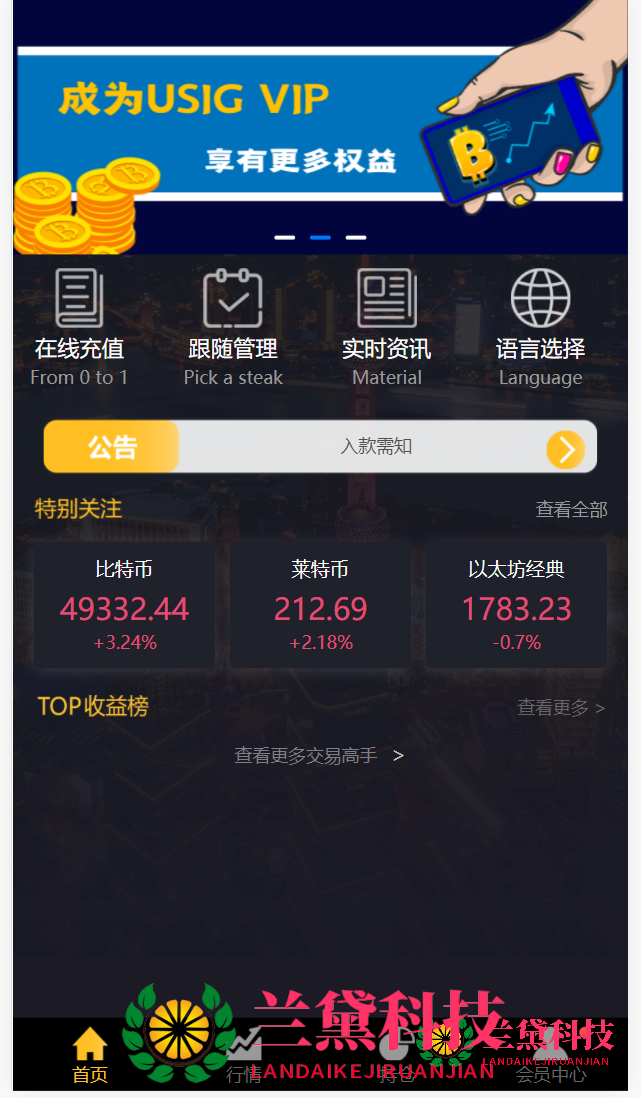 成为USIG VIP
享有更多权益
在线充值 跟随管理 实时资讯 语言选择
From 0 to 1 Pick a steak Material Language
公告 入款需知
特别关注 查看全部
比特币 莱特币 以太坊经典
49332.44 212.69 1783.23
+3.24% +2.18% -0.7%
TOP收益榜 查看更多 >
查看更多交易高手 >
兰黛科技 兰黛科技
LANDAIKEJIRUANJIAN LANDAIKEJIRUANJIAN
首页 行情 持仓 会员中心